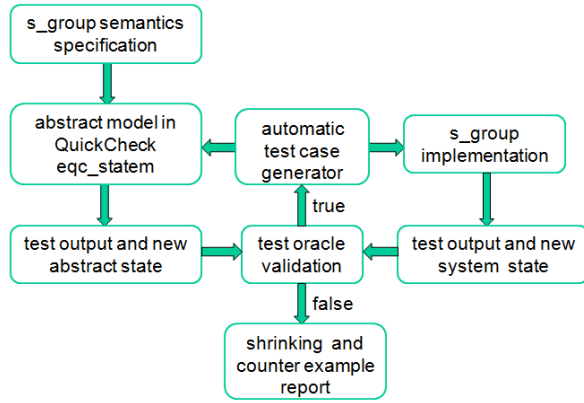 s_group semantics
specification
abstract model in
QuickCheck
eqc_statem
automatic
test case
generator
s_group
implementation
true
test output and new
abstract state
test oracle
validation
test output and new
system state
false
shrinking and
counter example
report